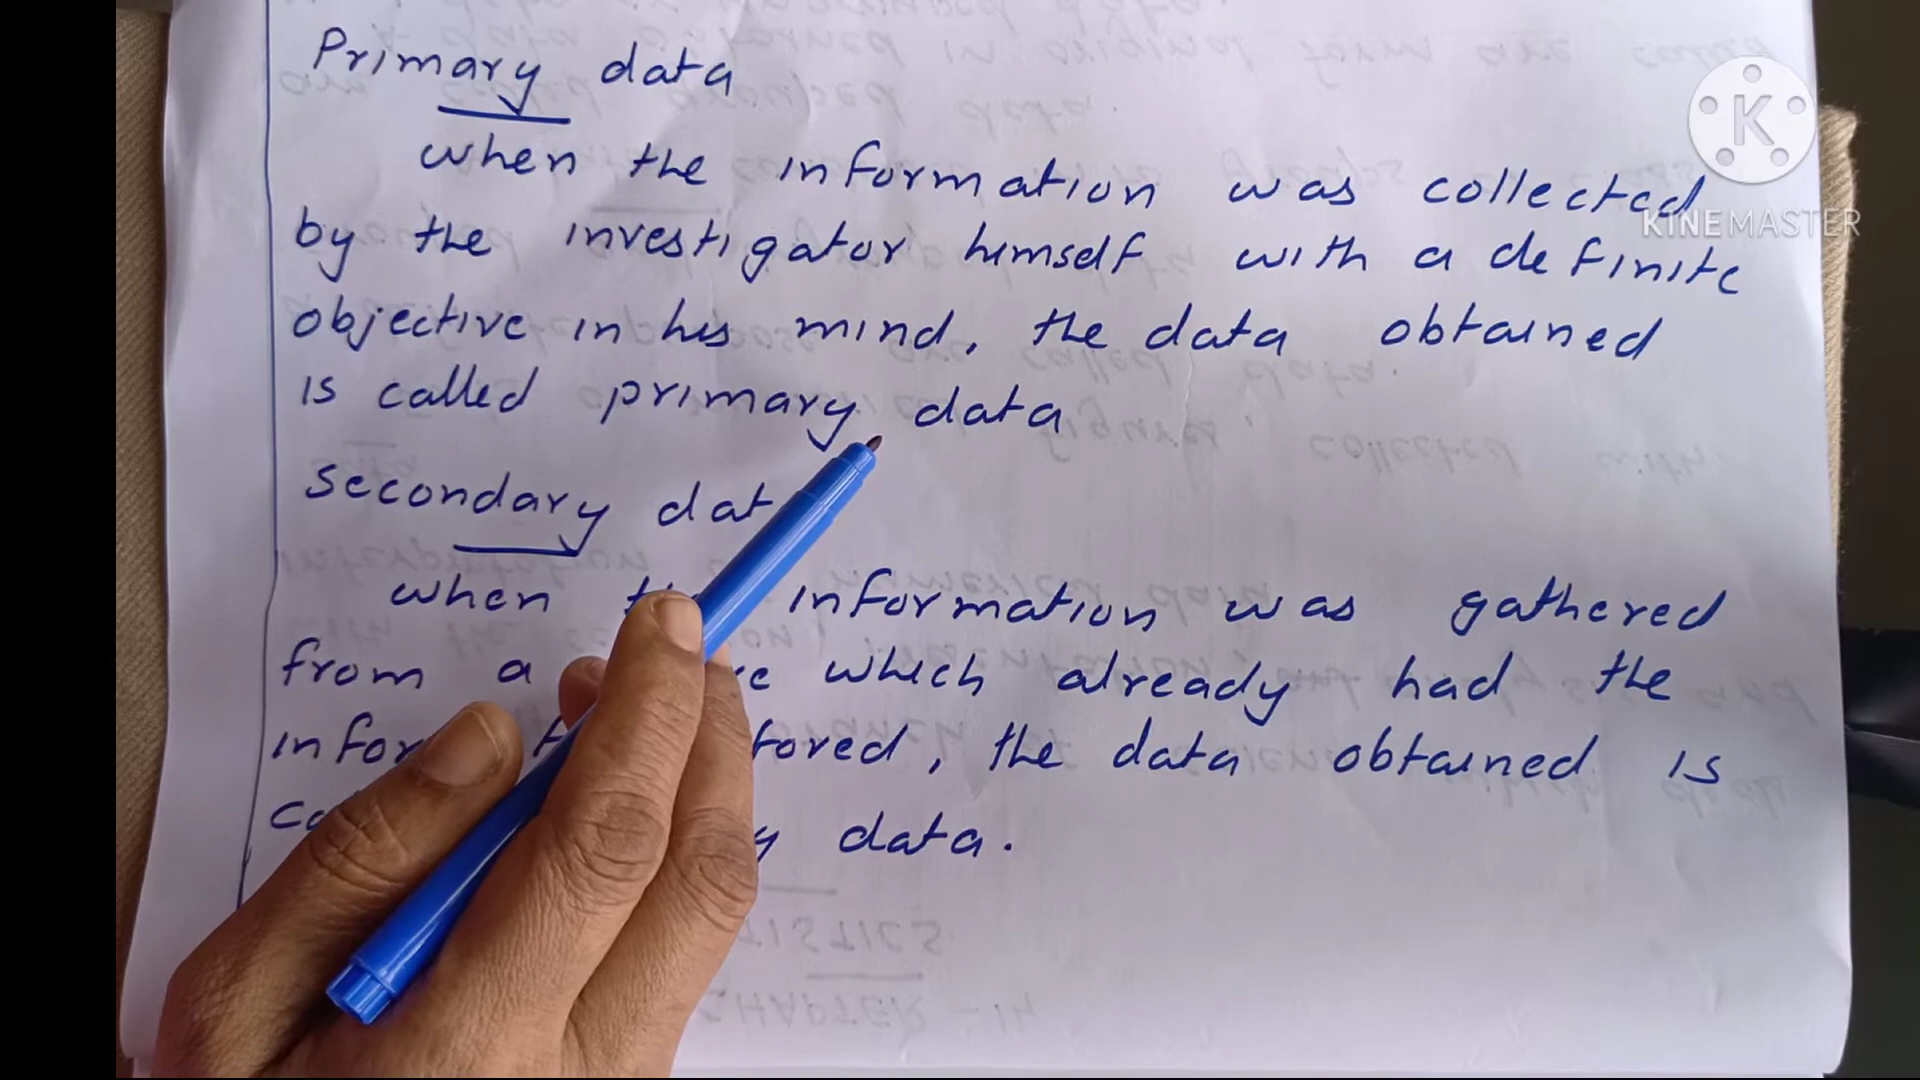 Primary data
when the information was collected
by the investigator himself with a definite
objective in his mind, the data obtained
is called primary data
Secondary dat
when information was gathered
from a which already had the
the data obtained is
data.
K
KINEMASTER